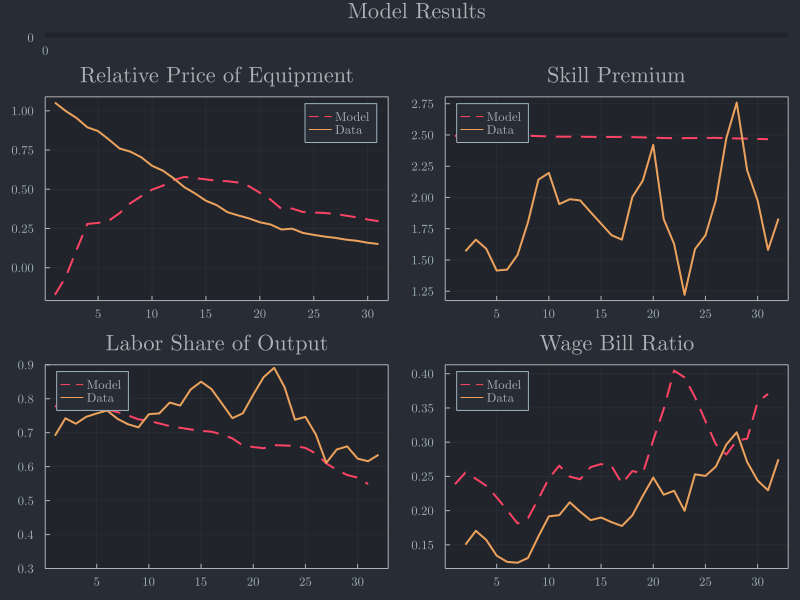 Model Results
0
0
Relative Price of Equipment
1.00
0.75
0.50
0.25
0.00
5 10 15 20 25 30
Model
Data
Skill Premium
2.75
2.50
2.25
2.00
1.75
1.50
1.25
5 10 15 20 25 30
Model
Data
Labor Share of Output
0.9
0.8
0.7
0.6
0.5
0.4
0.3
5 10 15 20 25 30
Model
Data
Wage Bill Ratio
0.40
0.35
0.30
0.25
0.20
0.15
5 10 15 20 25 30
Model
Data